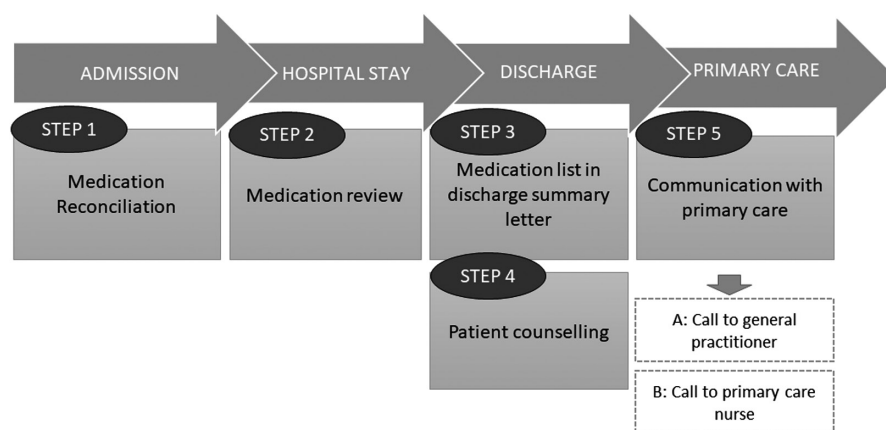 ADMISSION
HOSPITAL STAY
DISCHARGE
PRIMARY CARE
STEP 1
Medication
Reconciliation
STEP 2
Medication review
STEP 3
Medication list in
discharge summary
letter
STEP 4
Patient counselling
STEP 5
Communication with
primary care
A: Call to general
practitioner
B: Call to primary care
nurse